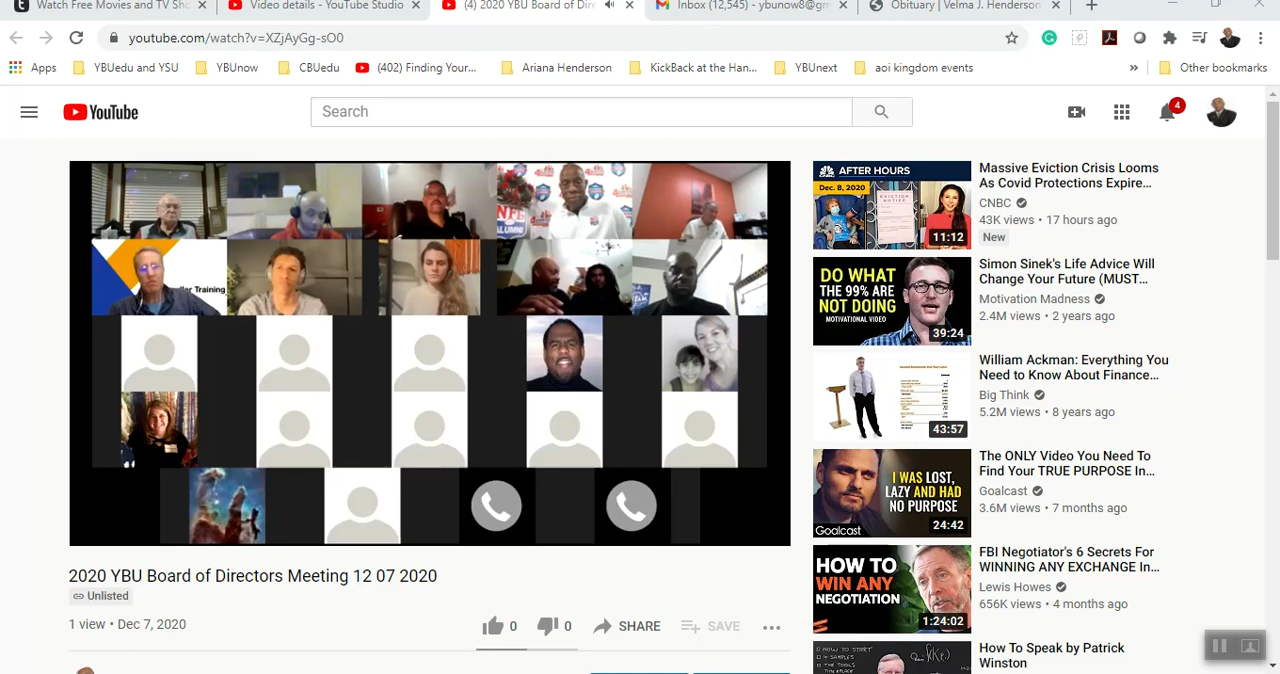 Watch Free Movies and TV Sho
Video details - YouTube Studio
(4) 2020 YBU Board of Dire
Inbox (12,545) - ybunow8@gm
Obituary | Velma J. Henderson
youtube.com/watch?v=XZjAyGg-sO0
Apps
YBUedu and YSU
YBUnow
CBUedu
(402) Finding Your...
Ariana Henderson
KickBack at the Han...
YBUnext
aoi kingdom events
»
Other bookmarks
YouTube
Search
4
NFL
ALUMNI
ler Training
2020 YBU Board of Directors Meeting 12 07 2020
Unlisted
1 view • Dec 7, 2020
0
0
SHARE
SAVE
CNBC AFTER HOURS
Dec. 8, 2020
11:12
Massive Eviction Crisis Looms
As Covid Protections Expire...
CNBC
43K views • 17 hours ago
New
DO WHAT
THE 99% ARE
NOT DOING
MOTIVATIONAL VIDEO
39:24
Simon Sinek's Life Advice Will
Change Your Future (MUST...
Motivation Madness
2.4M views • 2 years ago
43:57
William Ackman: Everything You
Need to Know About Finance...
Big Think
5.2M views • 8 years ago
I WAS LOST,
LAZY AND HAD
NO PURPOSE
Goalcast
24:42
The ONLY Video You Need To
Find Your TRUE PURPOSE In...
Goalcast
3.6M views • 7 months ago
HOW TO
WIN ANY
NEGOTIATION
1:24:02
FBI Negotiator's 6 Secrets For
WINNING ANY EXCHANGE In...
Lewis Howes
656K views • 4 months ago
How To Speak by Patrick
Winston